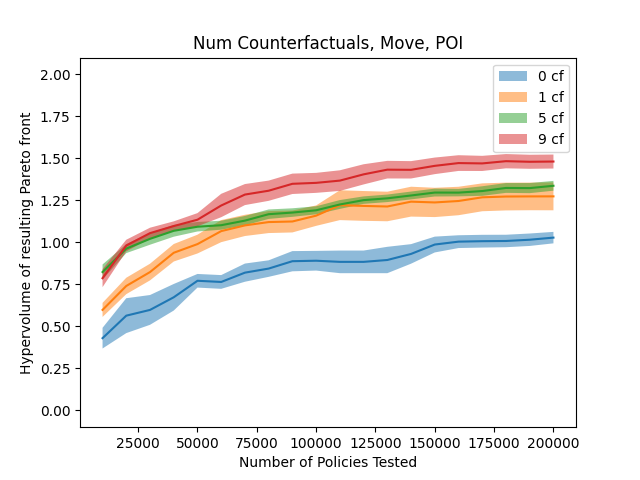 Num Counterfactuals, Move, POI
Hypervolume of resulting Pareto front
2.00
1.75
1.50
1.25
1.00
0.75
0.50
0.25
0.00
0 cf
1 cf
5 cf
9 cf
25000 50000 75000 100000 125000 150000 175000 200000
Number of Policies Tested